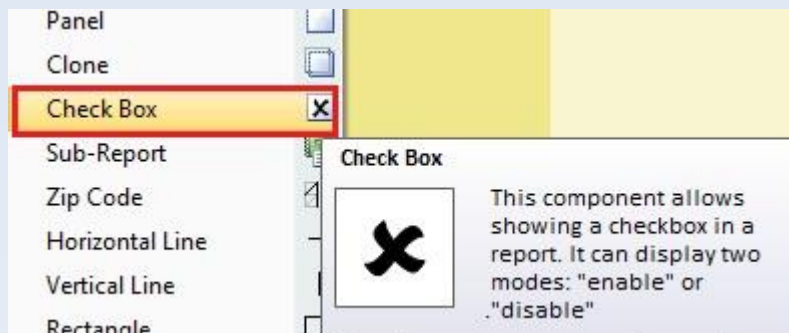 Panel
Clone
Check Box
Sub-Report
Zip Code
Horizontal Line
Vertical Line
Rectangle
Check Box
This component allows
showing a checkbox in a
report. It can display two
modes: "enable" or
."disable"